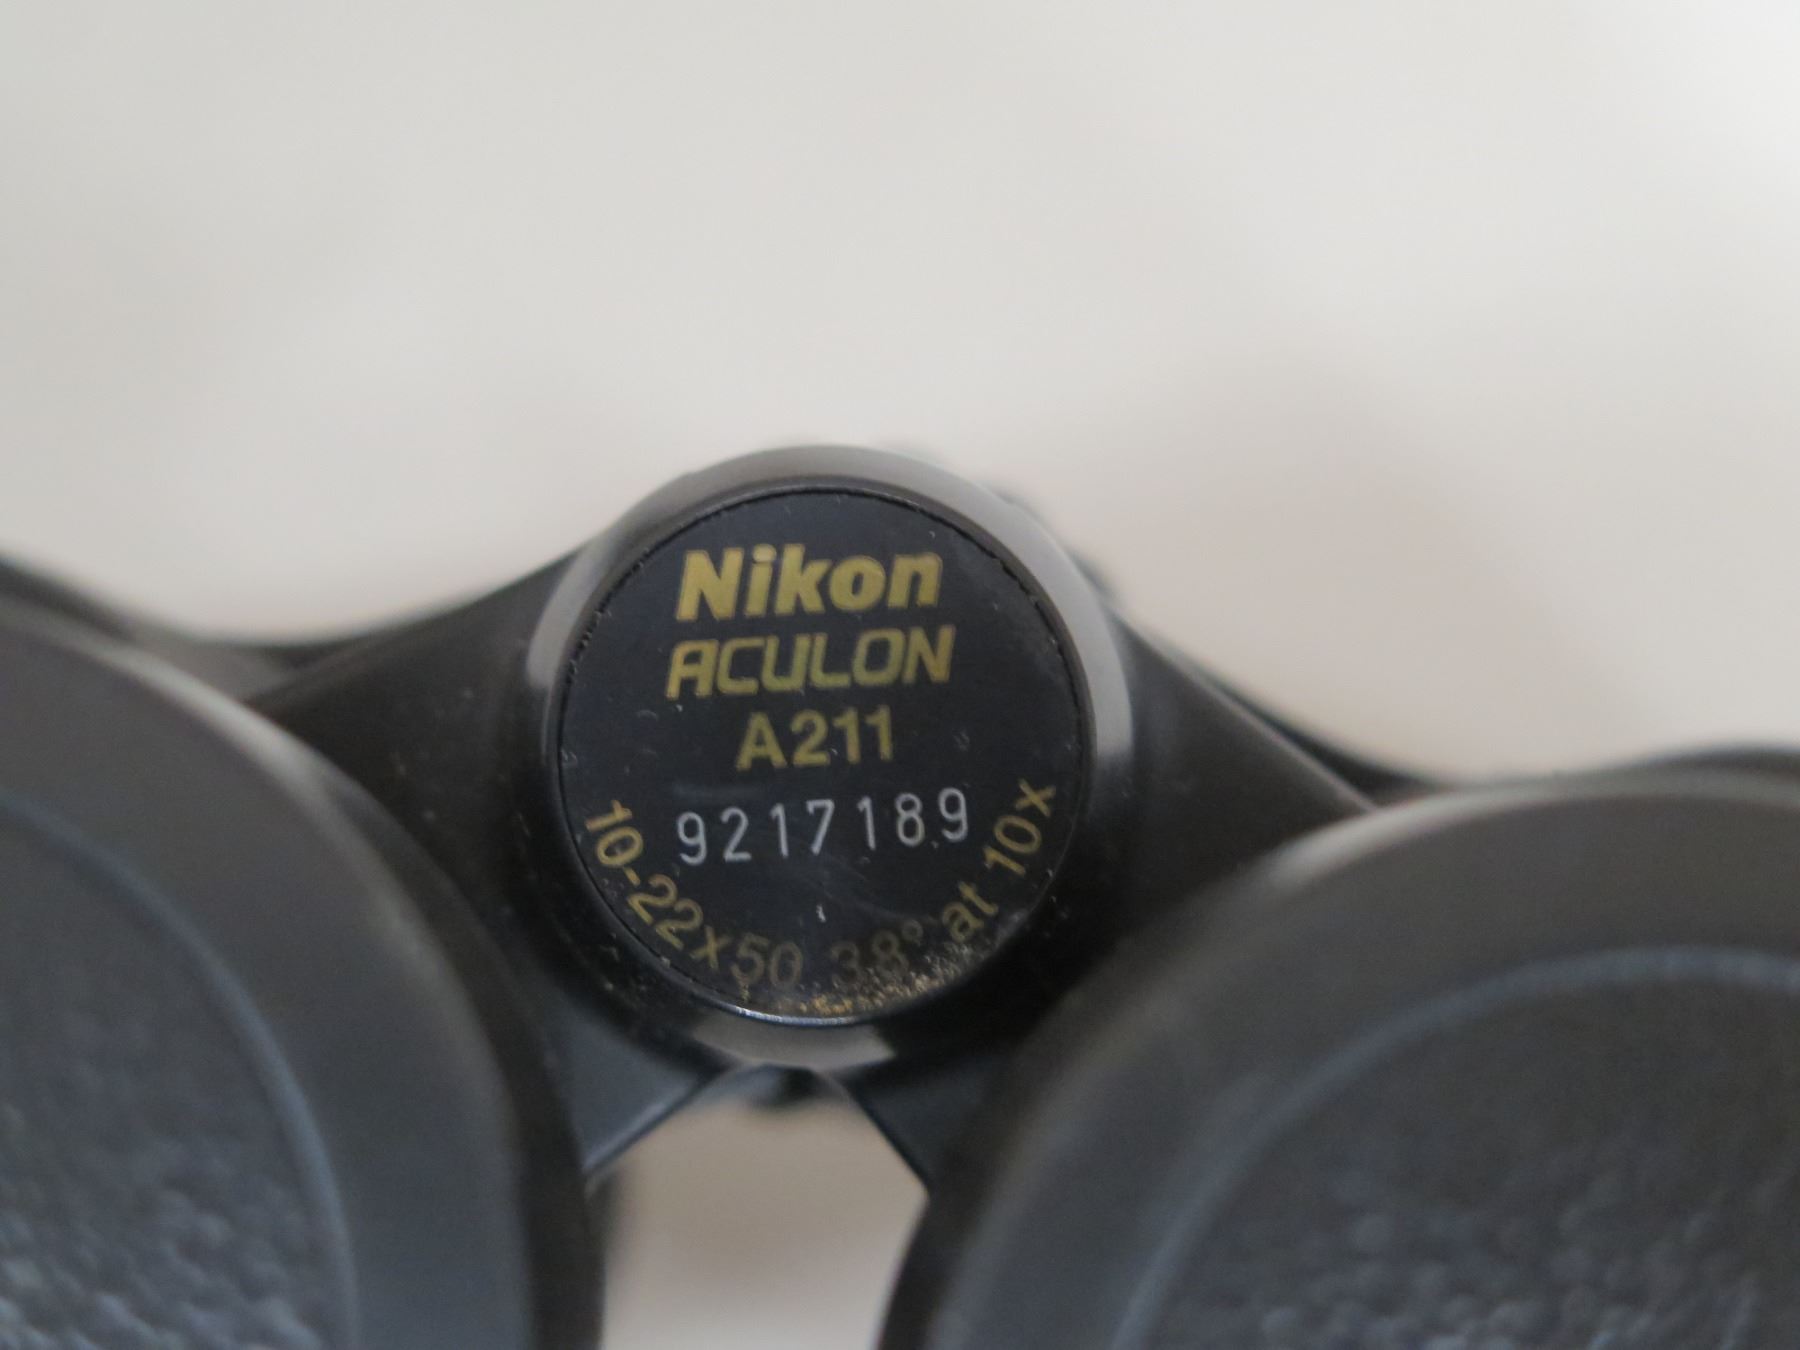 Nikon
ACULON
A211
9217189
10-22x50 3.8° at 10x